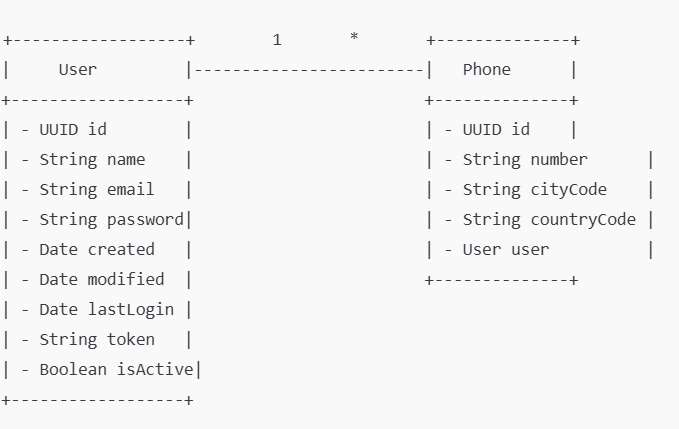 +------------------+        1       *       +--------------+
|     User         |------------------------|   Phone      |
+------------------+                        +--------------+
| - UUID id        |                        | - UUID id    |
| - String name    |                        | - String number      |
| - String email   |                        | - String cityCode    |
| - String password|                        | - String countryCode |
| - Date created   |                        | - User user          |
| - Date modified  |                        +--------------+
| - Date lastLogin |
| - String token   |
| - Boolean isActive|
+------------------+